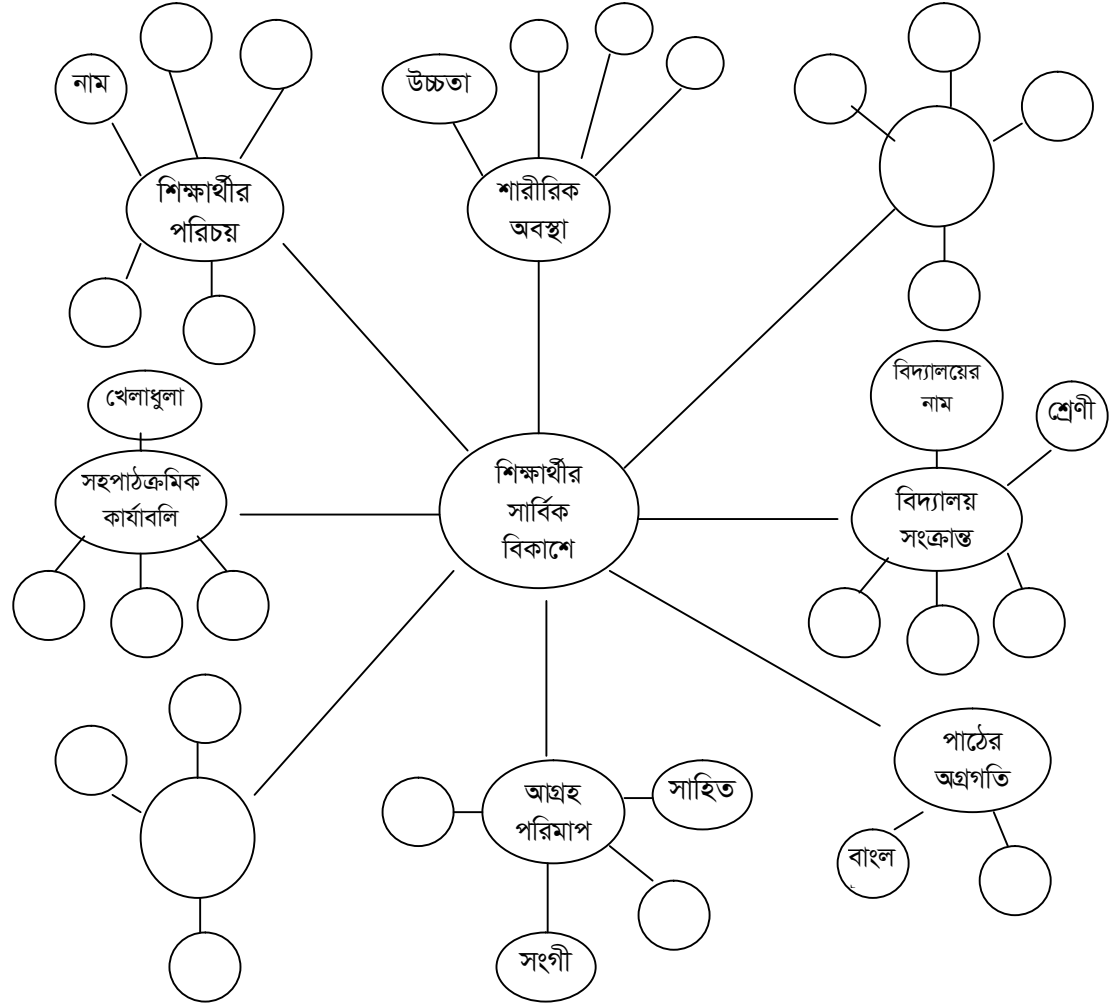 নাম
উচ্চতা
শিক্ষার্থীর
পরিচয়
শারীরিক
অবস্থা
বিদ্যালয়ের
নাম
শ্রেণী
খেলাধুলা
সহপাঠক্রমিক
কার্যাবলি
শিক্ষার্থীর
সার্বিক
বিকাশে
বিদ্যালয়
সংক্রান্ত
পাঠের
অগ্রগতি
আগ্রহ
পরিমাপ
সাহিত
বাংল
সংগী